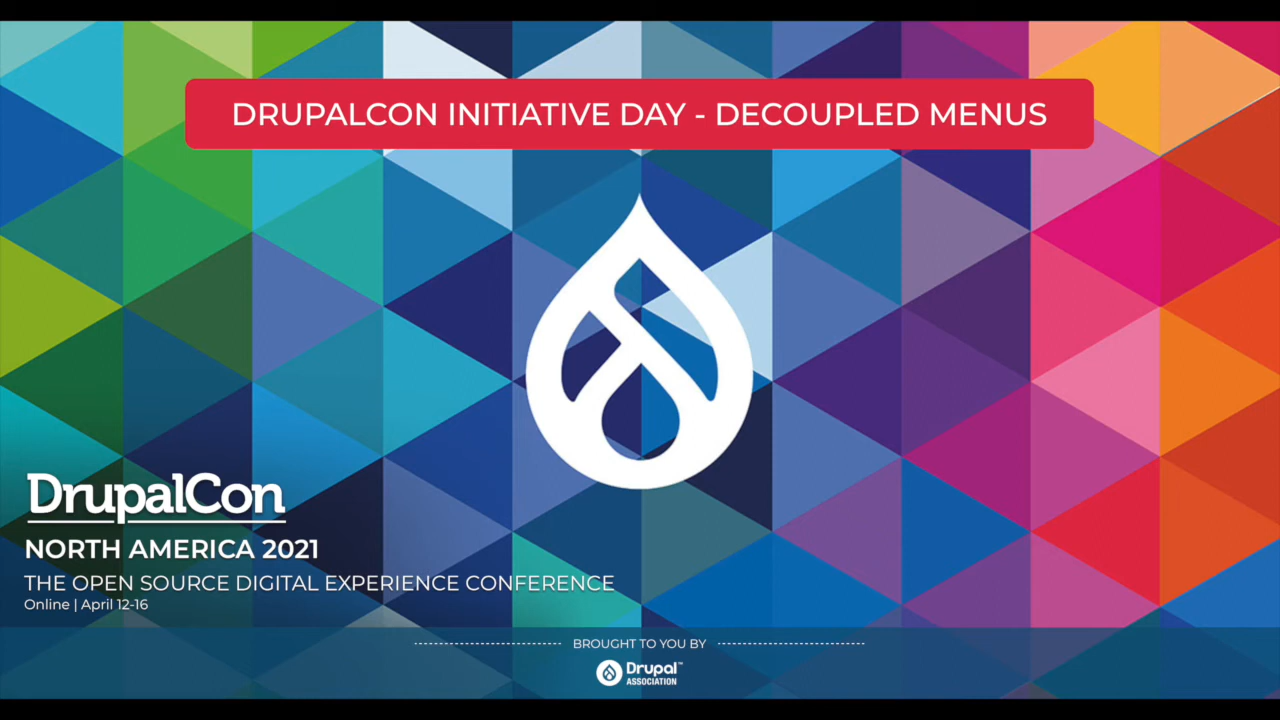 DRUPALCON INITIATIVE DAY - DECOUPLED MENUS
DrupalCon
NORTH AMERICA 2021
THE OPEN SOURCE DIGITAL EXPERIENCE CONFERENCE
Online | April 12-16
BROUGHT TO YOU BY
Drupal™
ASSOCIATION